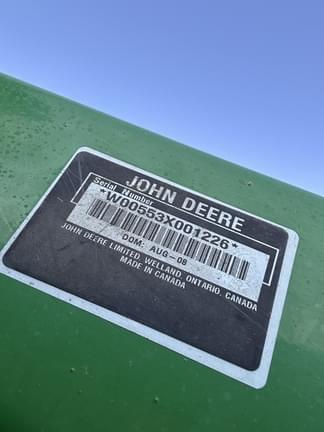 JOHN DEERE
Serial Number
*W00553X001226*
DOM: AUG-08
JOHN DEERE LIMITED, WELLAND, ONTARIO, CANADA
MADE IN CANADA